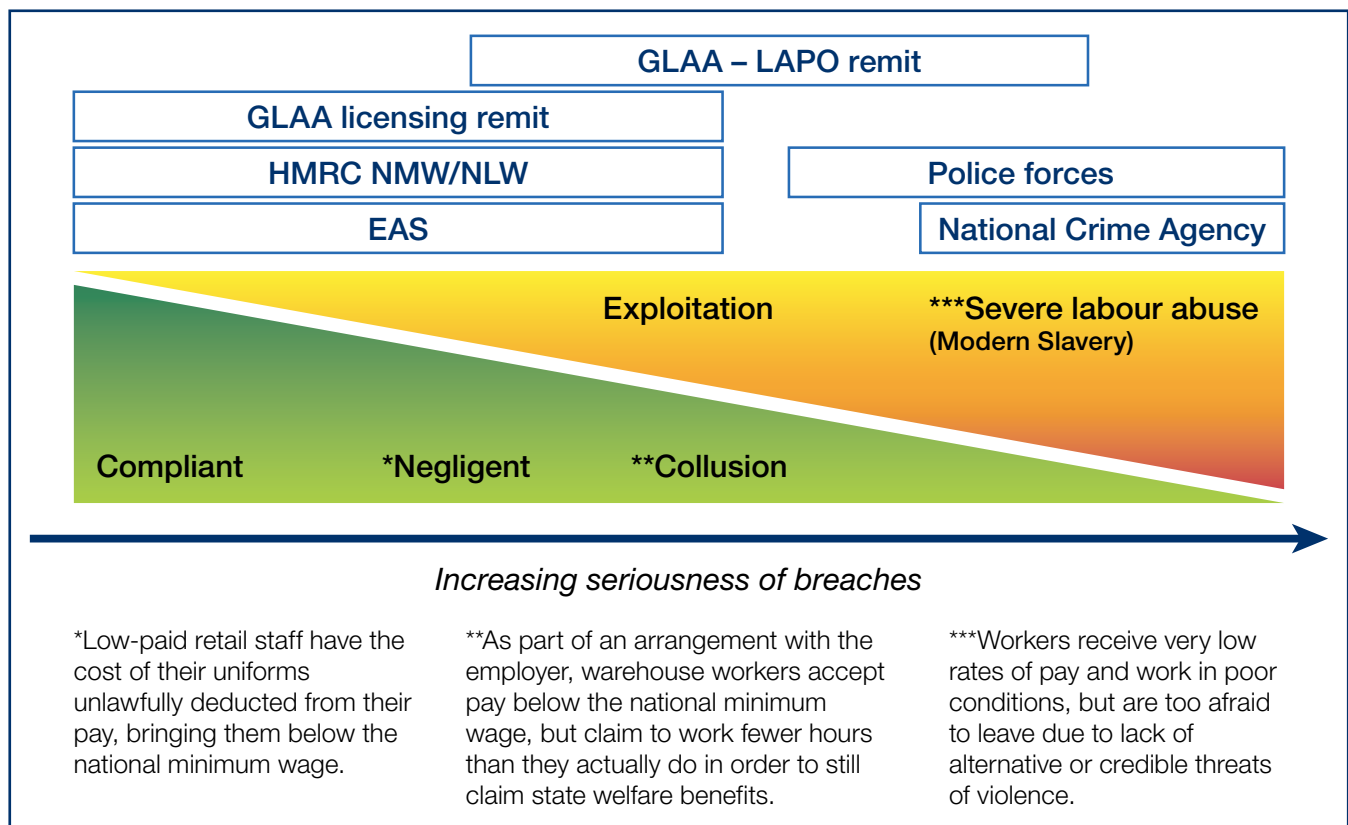 GLAA – LAPO remit
GLAA licensing remit
HMRC NMW/NLW
Police forces
EAS
National Crime Agency
Exploitation
***Severe labour abuse
(Modern Slavery)
Compliant
*Negligent
**Collusion
Increasing seriousness of breaches
*Low-paid retail staff have the
cost of their uniforms
unlawfully deducted from their
pay, bringing them below the
national minimum wage.
**As part of an arrangement with the
employer, warehouse workers accept
pay below the national minimum
wage, but claim to work fewer hours
than they actually do in order to still
claim state welfare benefits.
***Workers receive very low
rates of pay and work in poor
conditions, but are too afraid
to leave due to lack of
alternative or credible threats
of violence.